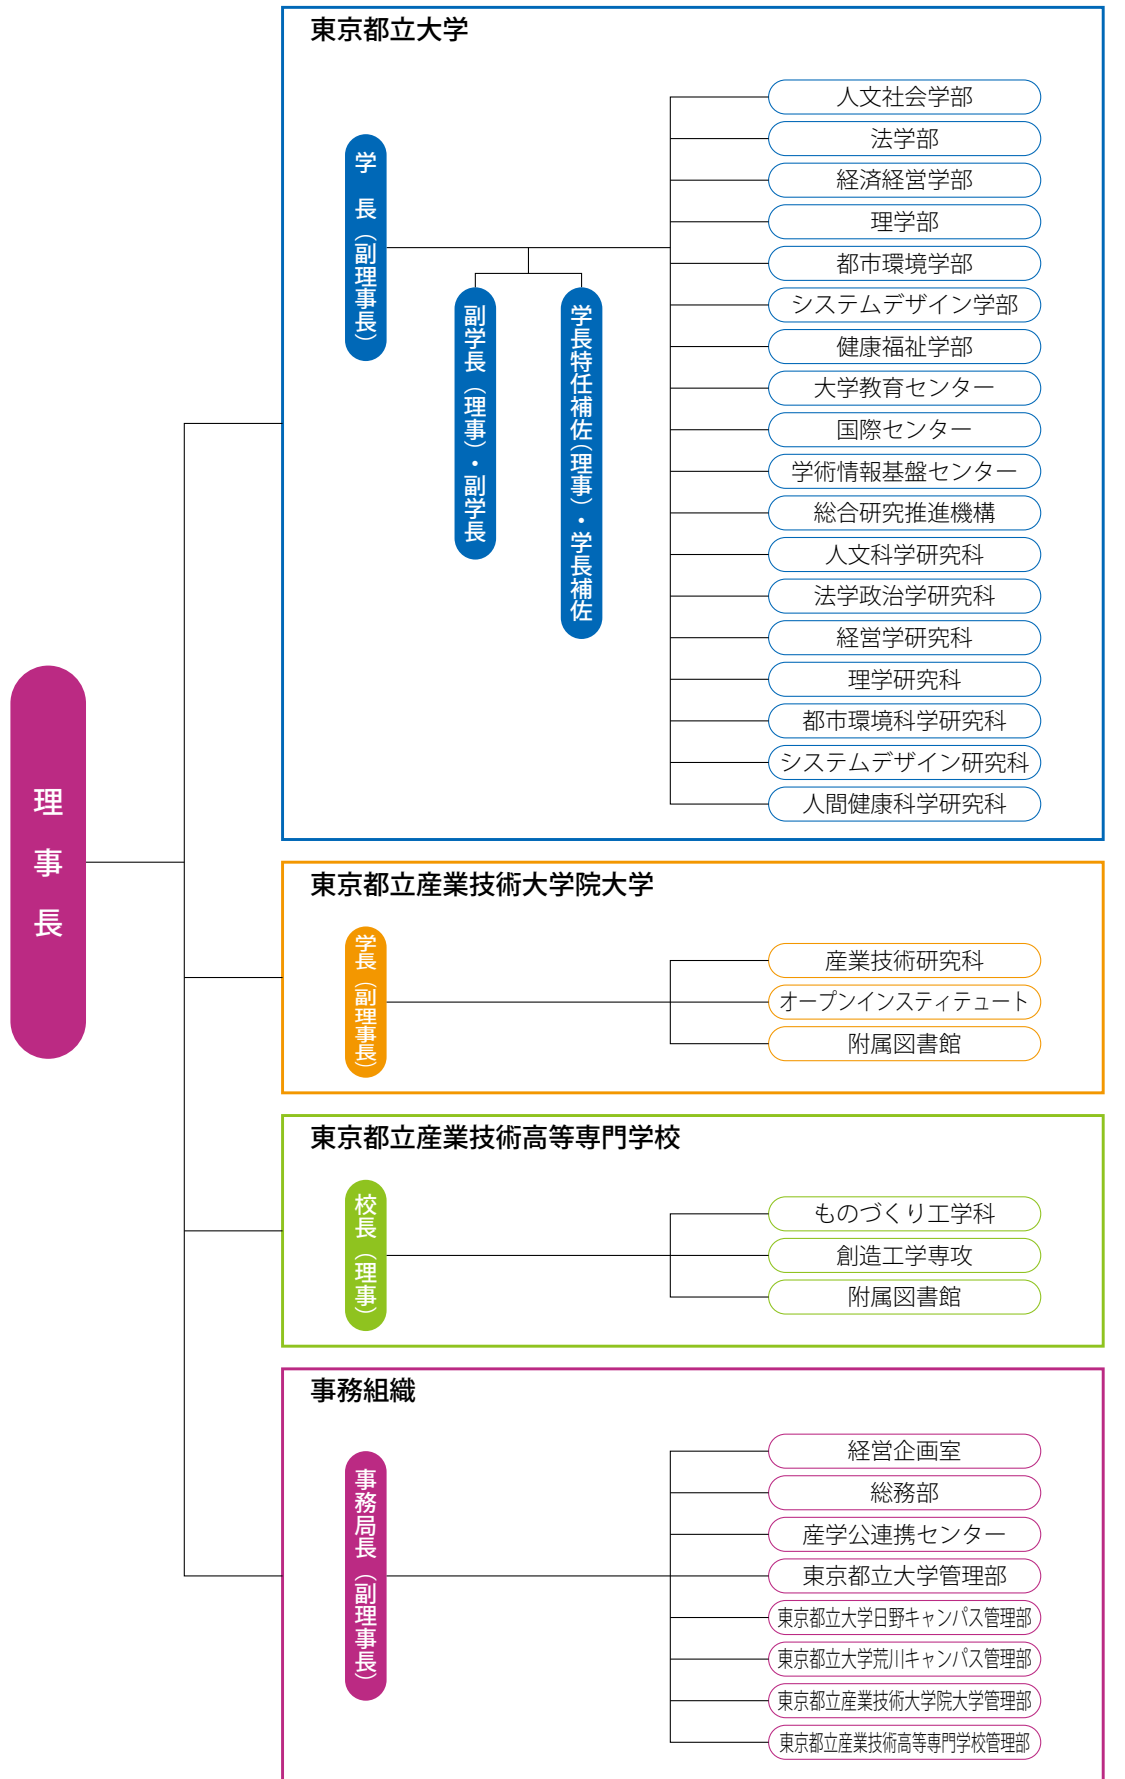 理事長
東京都立大学
学 長（副理事長）
副学長（理事）・副学長
学長特任補佐（理事）・学長補佐
人文社会学部
法学部
経済経営学部
理学部
都市環境学部
システムデザイン学部
健康福祉学部
大学教育センター
国際センター
学術情報基盤センター
総合研究推進機構
人文科学研究科
法学政治学研究科
経営学研究科
理学研究科
都市環境科学研究科
システムデザイン研究科
人間健康科学研究科
東京都立産業技術大学院大学
学長（副理事長）
産業技術研究科
オープンインスティテュート
附属図書館
東京都立産業技術高等専門学校
校長（理事）
ものづくり工学科
創造工学専攻
附属図書館
事務組織
事務局長（副理事長）
経営企画室
総務部
産学公連携センター
東京都立大学管理部
東京都立大学日野キャンパス管理部
東京都立大学荒川キャンパス管理部
東京都立産業技術大学院大学管理部
東京都立産業技術高等専門学校管理部